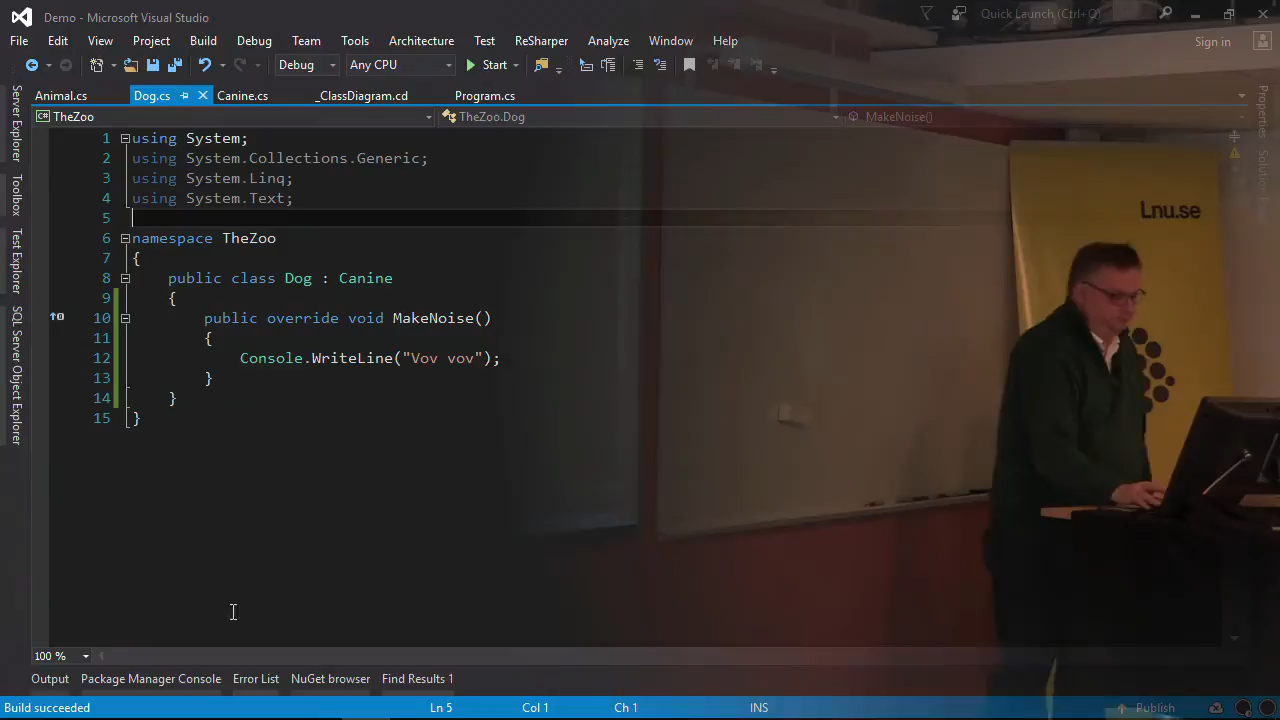 Demo - Microsoft Visual Studio
Quick Launch (Ctrl+Q)
File Edit View Project Build Debug Team Tools Architecture Test ReSharper Analyze Window Help
Sign in
Debug Any CPU Start
Animal.cs Dog.cs Canine.cs _ClassDiagram.cd Program.cs
TheZoo TheZoo.Dog MakeNoise()
Server Explorer
Toolbox
Test Explorer
SQL Server Object Explorer
Properties
1 using System;
2 using System.Collections.Generic;
3 using System.Linq;
4 using System.Text;
5
6 namespace TheZoo
7 {
8 public class Dog : Canine
9 {
10 public override void MakeNoise()
11 {
12 Console.WriteLine("Vov vov");
13 }
14 }
15 }
Lnu.se
100 %
Output Package Manager Console Error List NuGet browser Find Results 1
Build succeeded Ln 5 Col 1 Ch 1 INS Publish